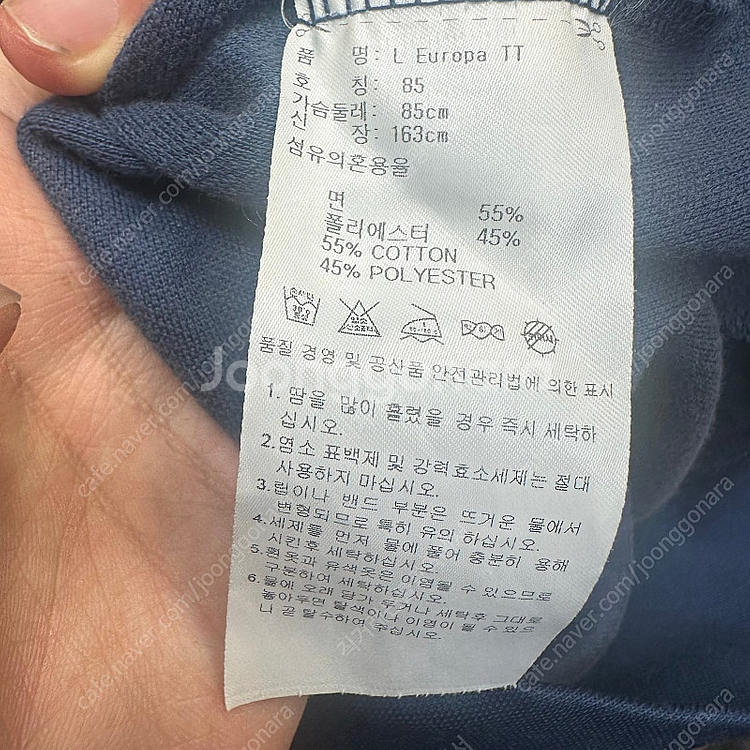 품 명: L Europa TT
호 칭: 85
가슴둘레: 85cm
신 장: 163cm
섬유의혼용율
면 55%
폴리에스터 45%
55% COTTON
45% POLYESTER
품질 경영 및 공산품 안전관리법에 의한 표시
1. 땀을 많이 흘렸을 경우 즉시 세탁하
십시오.
2. 염소 표백제 및 강력효소세제는 절대
사용하지 마십시오.
3. 립이나 밴드 부분은 뜨거운 물에서
변형되므로 특히 유의 하십시오.
4. 세제를 먼저 물에 풀어 충분히 용해
시킨후 세탁하십시오.
5. 흰옷과 유색옷은 이염될 수 있으므로
구분하여 세탁하십시오.
6. 물에 오래 담가 두거나 세탁후 그대로
놓아두면 탈색이나 이염이 될 수 있으
니 곧 탈수하여 주십시오.
Joongg
cafe.naver.com/joonggonara